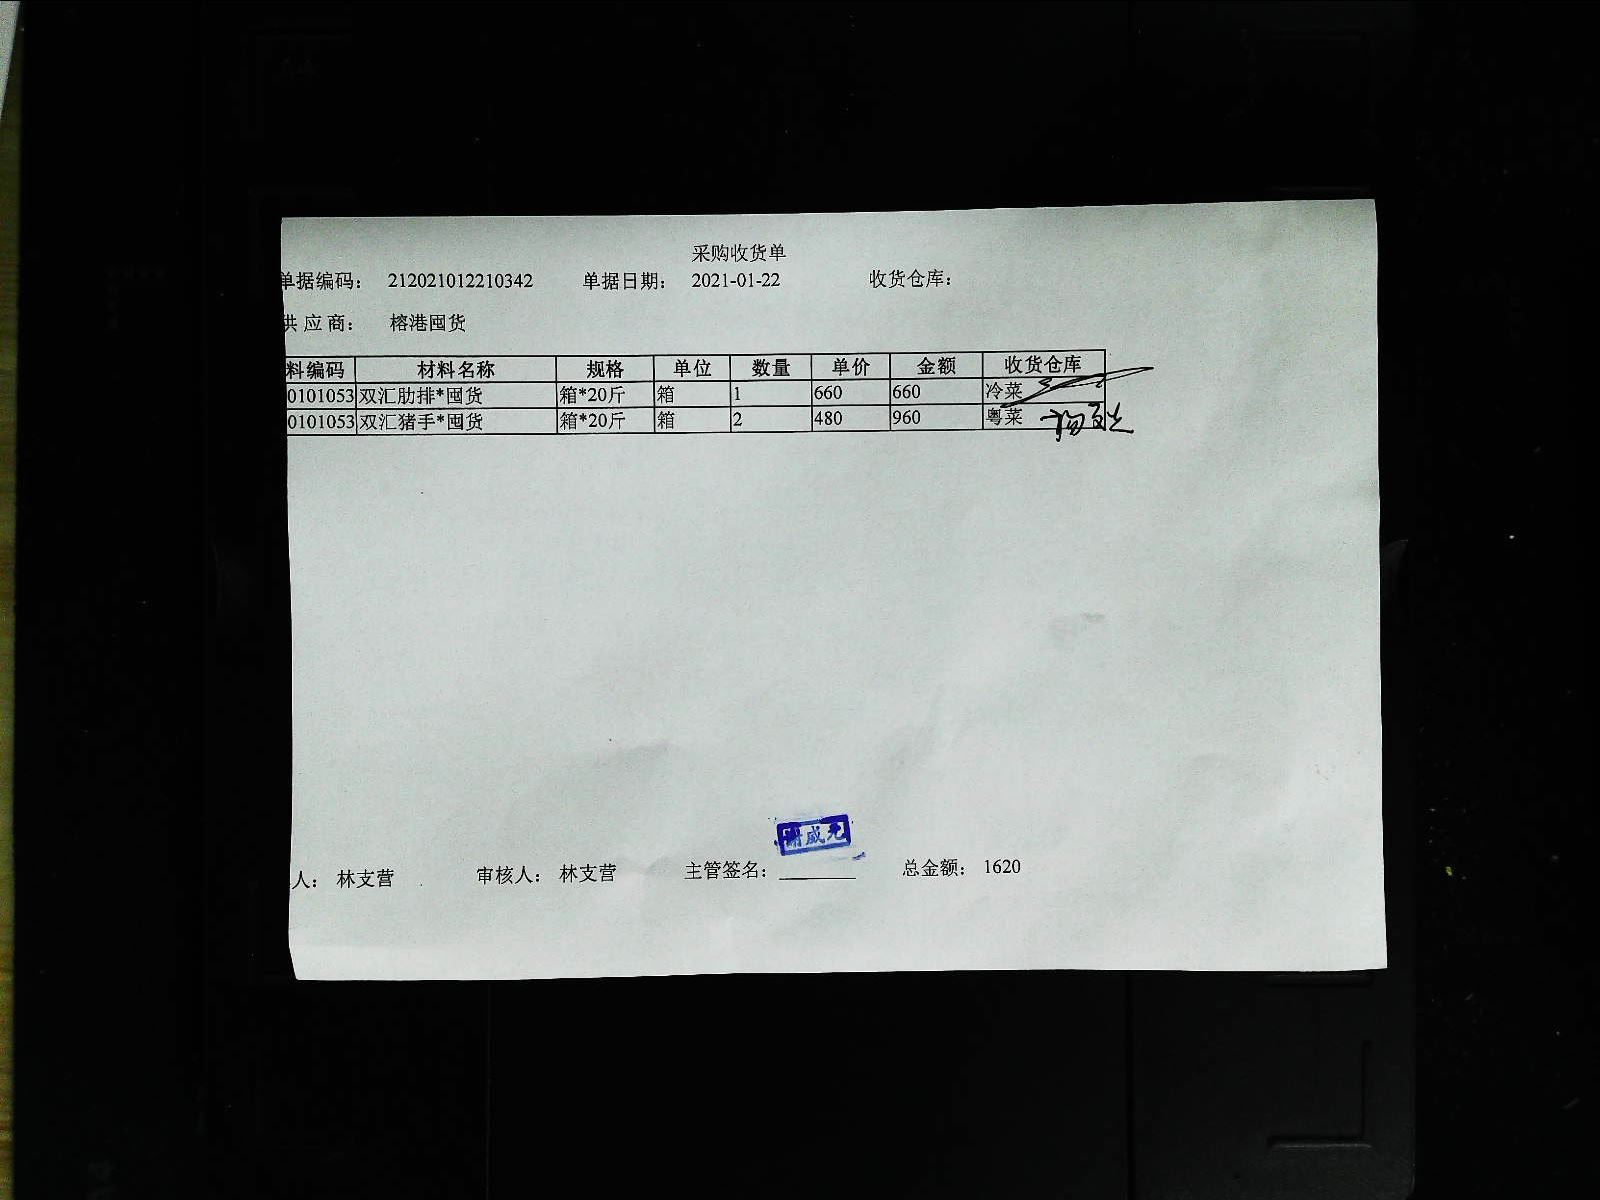 采购收货单
单据编码： 212021012210342 单据日期： 2021-01-22 收货仓库：
供应商： 榕港囤货
料编码 材料名称 规格 单位 数量 单价 金额 收货仓库
0101053 双汇肋排*囤货 箱*20斤 箱 1 660 660 冷菜
0101053 双汇猪手*囤货 箱*20斤 箱 2 480 960 粤菜
人： 林支营 审核人： 林支营 主管签名： 总金额： 1620